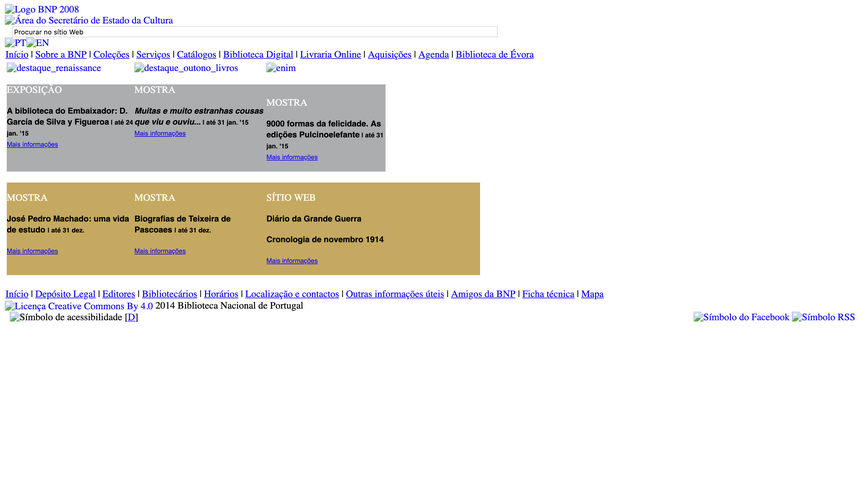 Logo BNP 2008
Área do Secretário de Estado da Cultura
Procurar no sítio Web
PT EN
Início | Sobre a BNP | Coleções | Serviços | Catálogos | Biblioteca Digital | Livraria Online | Aquisições | Agenda | Biblioteca de Évora
destaque_renaissance destaque_outono_livros enim
EXPOSIÇÃO
A biblioteca do Embaixador: D.
García de Silva y Figueroa | até 24
jan. '15
Mais informações
MOSTRA
Muitas e muito estranhas cousas
que viu e ouviu... | até 31 jan. '15
Mais informações
MOSTRA
9000 formas da felicidade. As
edições Pulcinoelefante | até 31
jan. '15
Mais informações
MOSTRA
José Pedro Machado: uma vida
de estudo | até 31 dez.
Mais informações
MOSTRA
Biografias de Teixeira de
Pascoaes | até 31 dez.
Mais informações
SÍTIO WEB
Diário da Grande Guerra
Cronologia de novembro 1914
Mais informações
Início | Depósito Legal | Editores | Bibliotecários | Horários | Localização e contactos | Outras informações úteis | Amigos da BNP | Ficha técnica | Mapa
Licença Creative Commons By 4.0 2014 Biblioteca Nacional de Portugal
Símbolo de acessibilidade [D]
Símbolo do Facebook Símbolo RSS